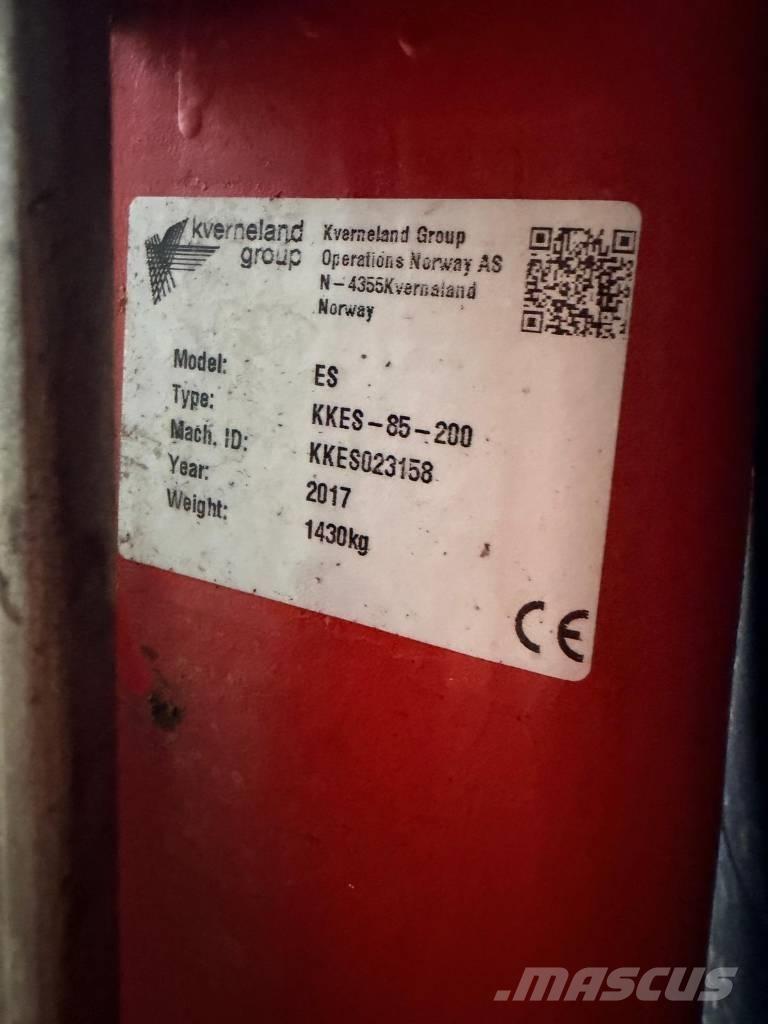 kverneland
group
Kverneland Group
Operations Norway AS
N-4355Kvernaland
Norway
Model: ES
Type: KKES-85-200
Mach. ID: KKES023158
Year: 2017
Weight: 1430kg
CE
.MASCUS